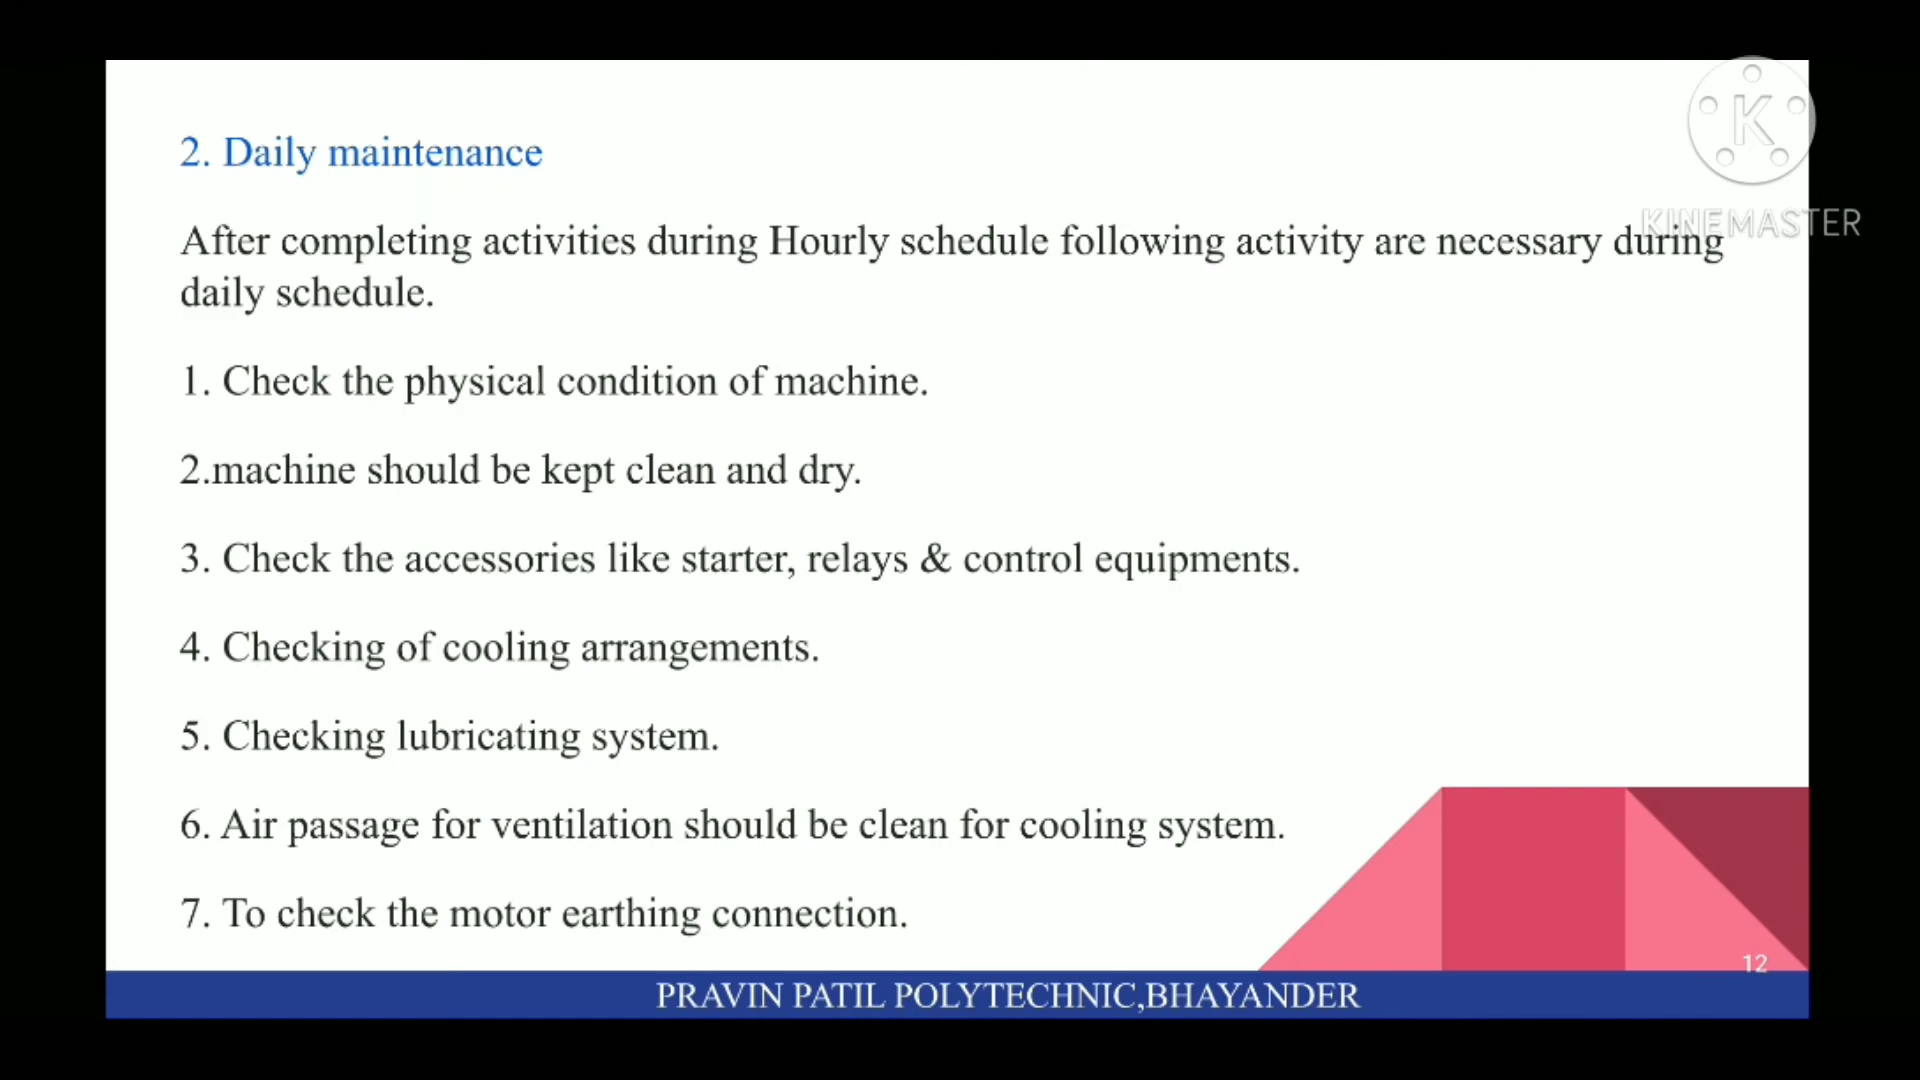 2. Daily maintenance
After completing activities during Hourly schedule following activity are necessary during
daily schedule.
1. Check the physical condition of machine.
2.machine should be kept clean and dry.
3. Check the accessories like starter, relays & control equipments.
4. Checking of cooling arrangements.
5. Checking lubricating system.
6. Air passage for ventilation should be clean for cooling system.
7. To check the motor earthing connection.
12
PRAVIN PATIL POLYTECHNIC,BHAYANDER
K
KINEMASTER